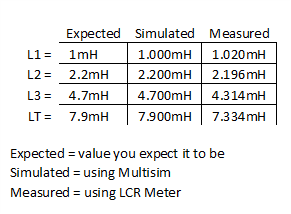 Expected Simulated Measured
L1 = 1mH 1.000mH 1.020mH
L2 = 2.2mH 2.200mH 2.196mH
L3 = 4.7mH 4.700mH 4.314mH
LT = 7.9mH 7.900mH 7.334mH
Expected = value you expect it to be
Simulated = using Multisim
Measured = using LCR Meter